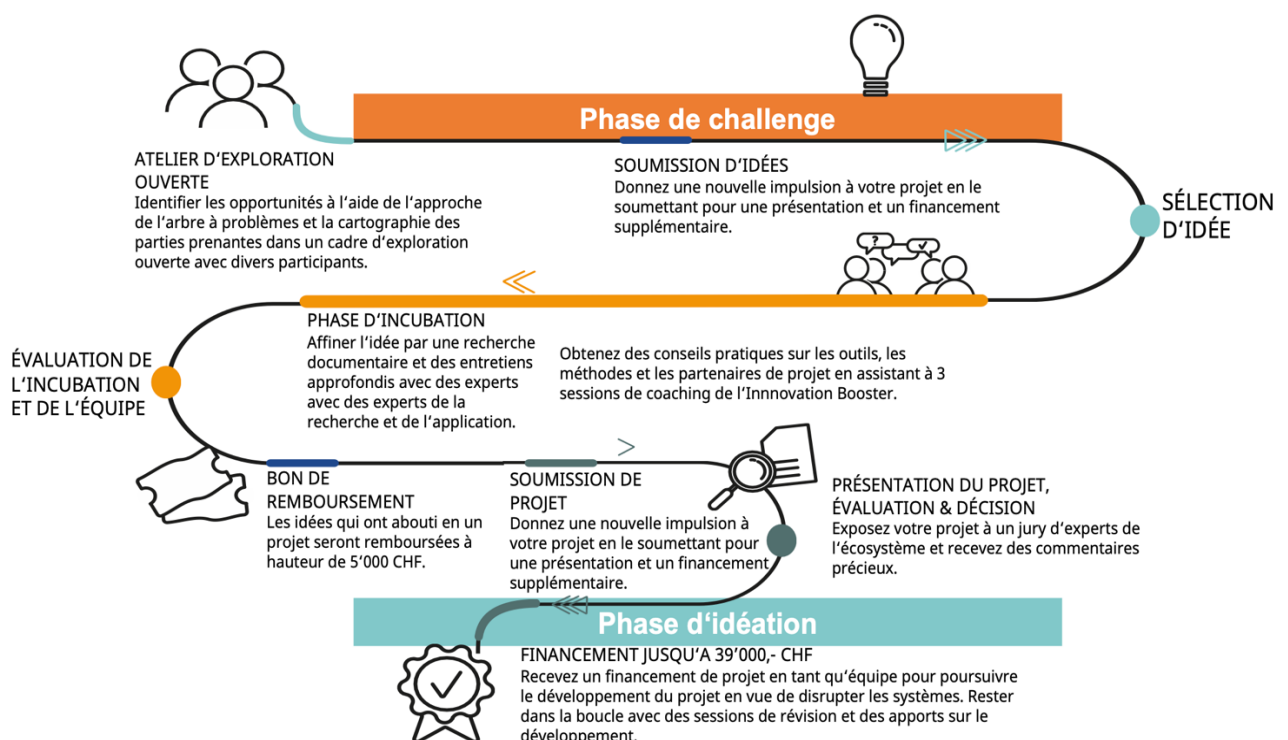 Phase de challenge
ATELIER D‘EXPLORATION
OUVERTE
Identifier les opportunités à l‘aide de l‘approche
de l‘arbre à problèmes et la cartographie des
parties prenantes dans un cadre d‘exploration
ouverte avec divers participants.
SOUMISSION D‘IDÉES
Donnez une nouvelle impulsion à votre projet en le
soumettant pour une présentation et un financement
supplémentaire.
SÉLECTION
D‘IDÉE
?
PHASE D‘INCUBATION
Affiner l‘idée par une recherche
documentaire et des entretiens
approfondis avec des experts
avec des experts de la
recherche et de l‘application.
Obtenez des conseils pratiques sur les outils, les
méthodes et les partenaires de projet en assistant à 3
sessions de coaching de l‘Innnovation Booster.
ÉVALUATION DE
L‘INCUBATION
ET DE L‘ÉQUIPE
BON DE
REMBOURSEMENT
Les idées qui ont abouti en un
projet seront remboursées à
hauteur de 5‘000 CHF.
SOUMISSION DE
PROJET
Donnez une nouvelle impulsion à
votre projet en le soumettant pour
une présentation et un financement
supplémentaire.
PRÉSENTATION DU PROJET,
ÉVALUATION & DÉCISION
Exposez votre projet à un jury d‘experts de
l‘écosystème et recevez des commentaires
précieux.
Phase d‘idéation
FINANCEMENT JUSQU‘A 39‘000,- CHF
Recevez un financement de projet en tant qu‘équipe pour poursuivre
le développement du projet en vue de disrupter les systèmes. Rester
dans la boucle avec des sessions de révision et des apports sur le
développement.